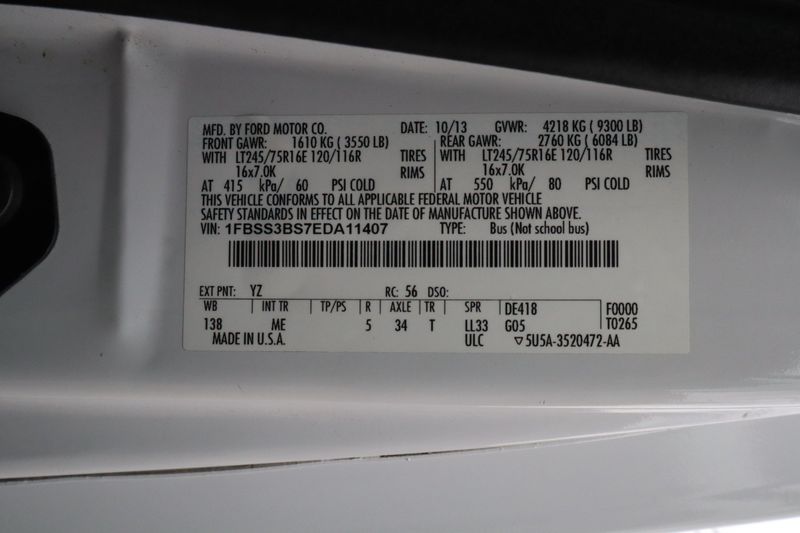 MFD. BY FORD MOTOR CO. DATE: 10/13 GVWR: 4218 KG ( 9300 LB)
FRONT GAWR: 1610 KG ( 3550 LB) REAR GAWR: 2760 KG ( 6084 LB)
WITH LT245/75R16E 120/116R TIRES WITH LT245/75R16E 120/116R TIRES
16x7.0K RIMS 16x7.0K RIMS
AT 415 kPa/ 60 PSI COLD AT 550 kPa/ 80 PSI COLD
THIS VEHICLE CONFORMS TO ALL APPLICABLE FEDERAL MOTOR VEHICLE
SAFETY STANDARDS IN EFFECT ON THE DATE OF MANUFACTURE SHOWN ABOVE.
VIN: 1FBSS3BS7EDA11407 TYPE: Bus (Not school bus)
EXT PNT: YZ RC: 56 DSO:
WB INT TR TP/PS R AXLE TR SPR DE418 F0000
138 ME 5 34 T LL33 G05 T0265
MADE IN U.S.A. ULC ▽5U5A-3520472-AA